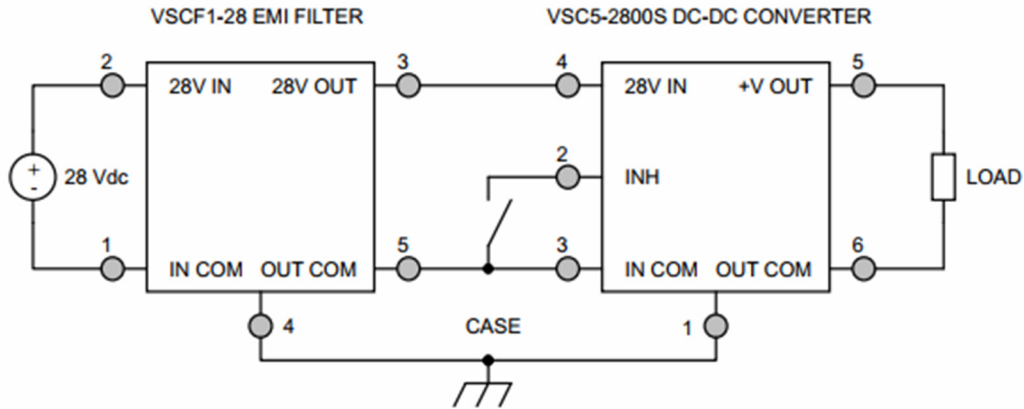 VSCF1-28 EMI FILTER
VSC5-2800S DC-DC CONVERTER
2
3
4
5
28V IN
28V OUT
28V IN
+V OUT
+
-
28 Vdc
2
INH
LOAD
1
5
3
6
IN COM
OUT COM
IN COM
OUT COM
4
CASE
1